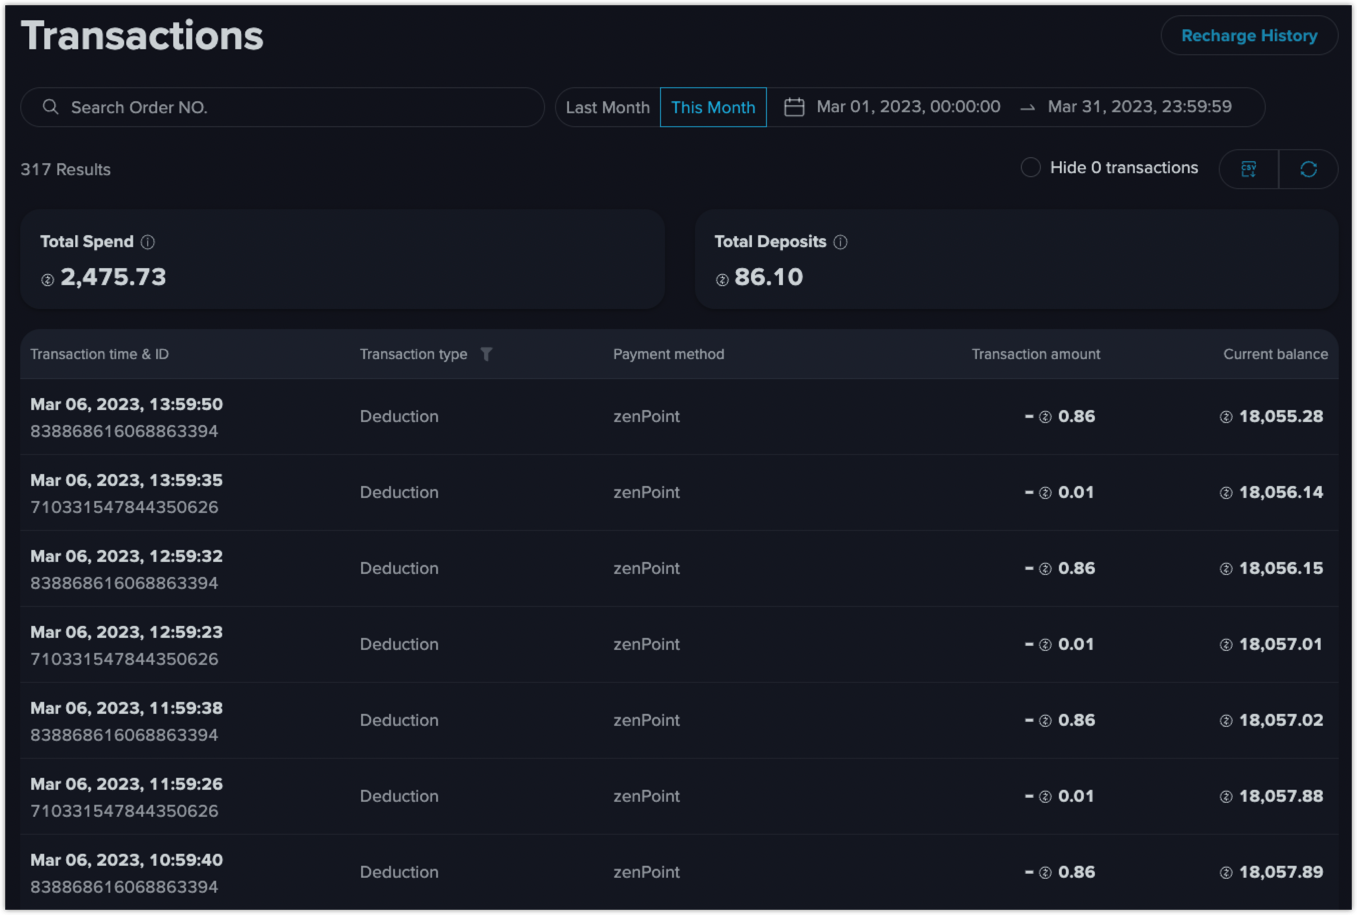 Transactions
Recharge History
Search Order NO.
Last Month
This Month
Mar 01, 2023, 00:00:00 → Mar 31, 2023, 23:59:59
317 Results
Hide 0 transactions
CSV
Total Spend
2,475.73
Total Deposits
86.10
Transaction time & ID Transaction type Payment method Transaction amount Current balance
Mar 06, 2023, 13:59:50
838868616068863394
Deduction zenPoint - 0.86 18,055.28
Mar 06, 2023, 13:59:35
710331547844350626
Deduction zenPoint - 0.01 18,056.14
Mar 06, 2023, 12:59:32
838868616068863394
Deduction zenPoint - 0.86 18,056.15
Mar 06, 2023, 12:59:23
710331547844350626
Deduction zenPoint - 0.01 18,057.01
Mar 06, 2023, 11:59:38
838868616068863394
Deduction zenPoint - 0.86 18,057.02
Mar 06, 2023, 11:59:26
710331547844350626
Deduction zenPoint - 0.01 18,057.88
Mar 06, 2023, 10:59:40
838868616068863394
Deduction zenPoint - 0.86 18,057.89